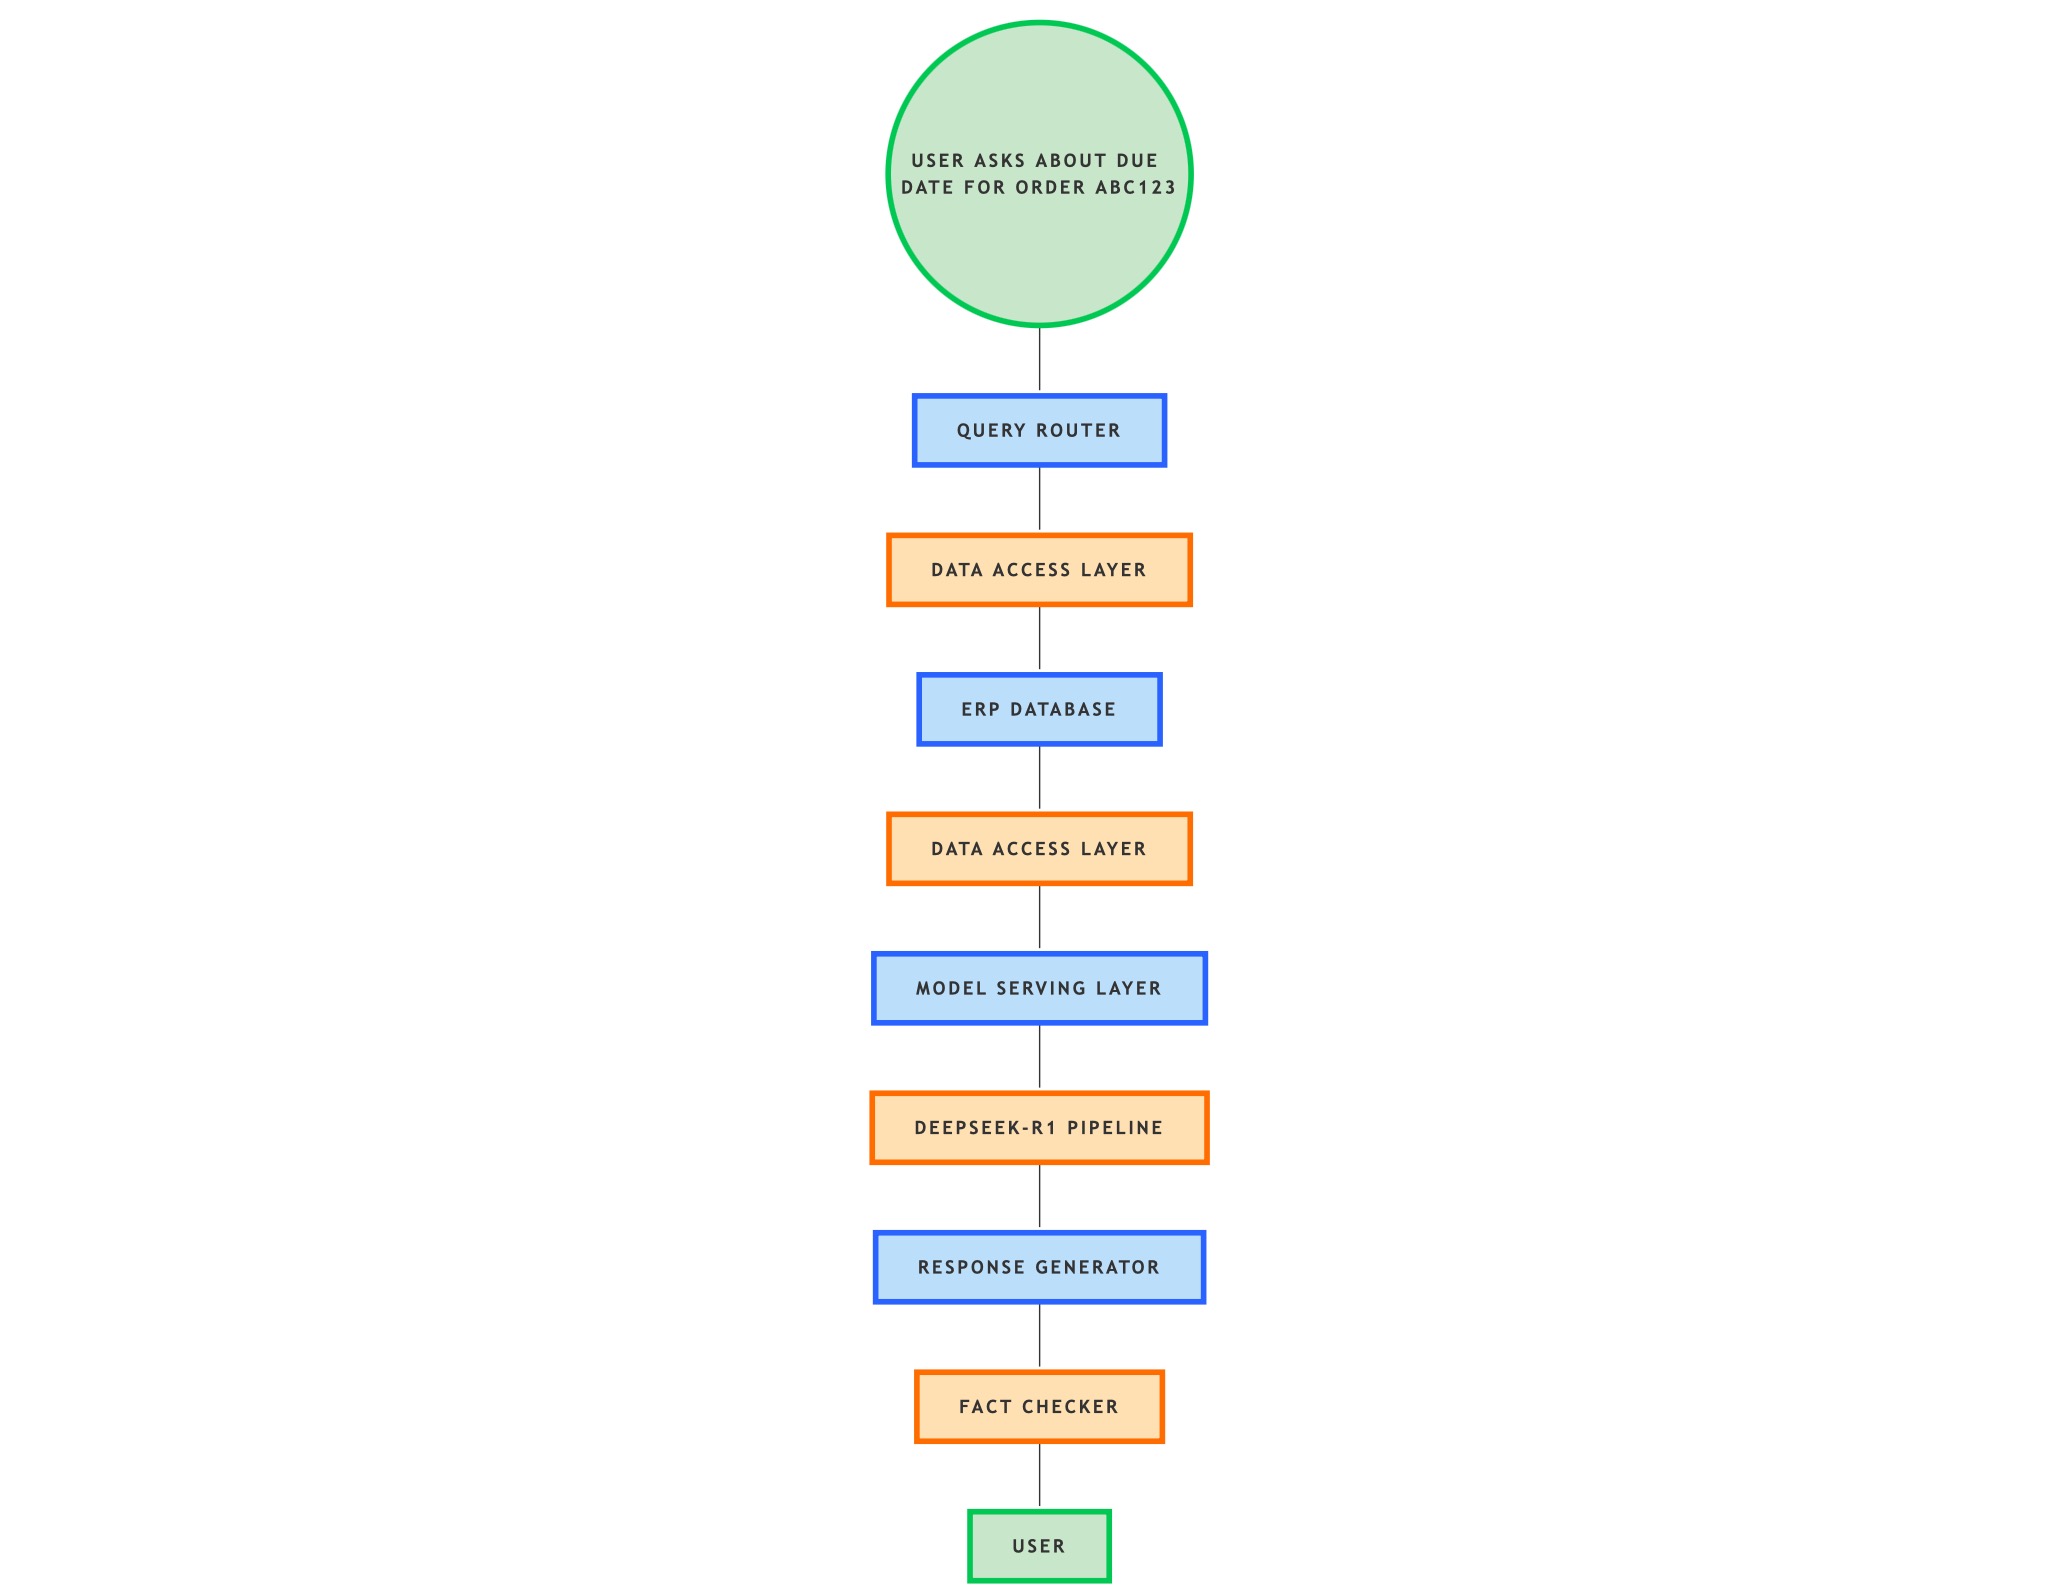 USER ASKS ABOUT DUE
DATE FOR ORDER ABC123
QUERY ROUTER
DATA ACCESS LAYER
ERP DATABASE
DATA ACCESS LAYER
MODEL SERVING LAYER
DEEPSEEK-R1 PIPELINE
RESPONSE GENERATOR
FACT CHECKER
USER